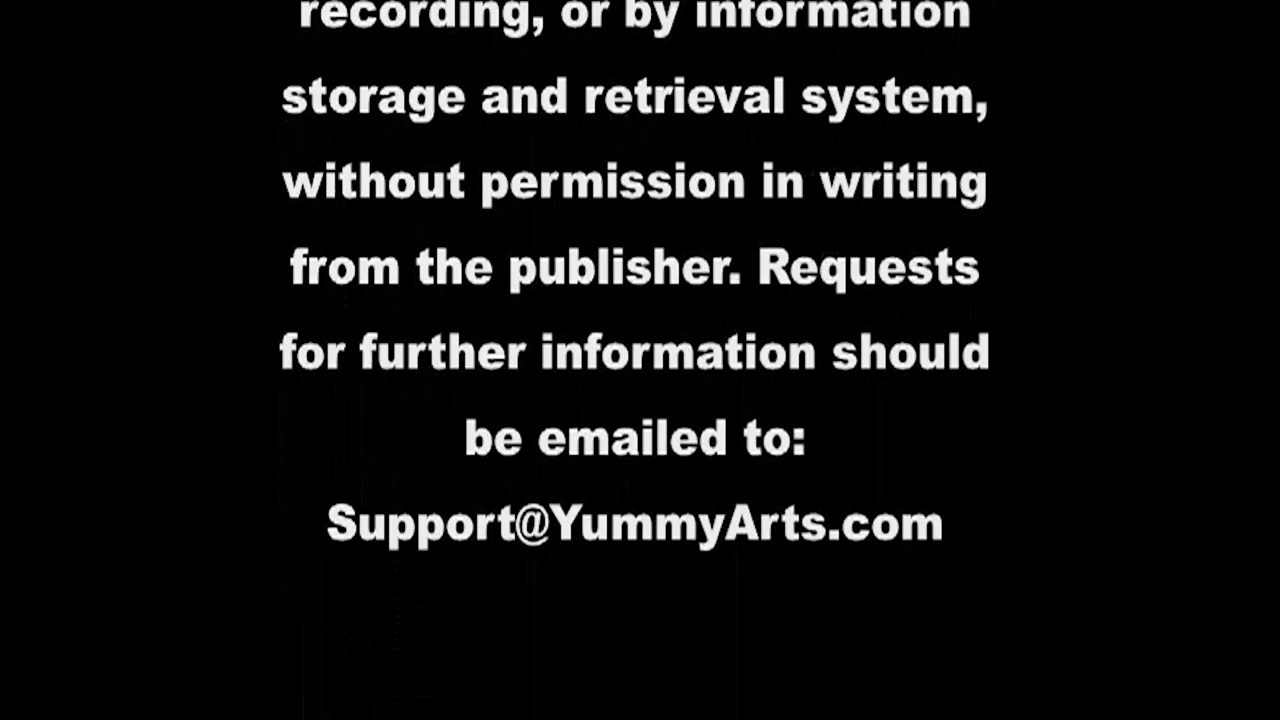 recording, or by information
storage and retrieval system,
without permission in writing
from the publisher. Requests
for further information should
be emailed to:
Support@YummyArts.com